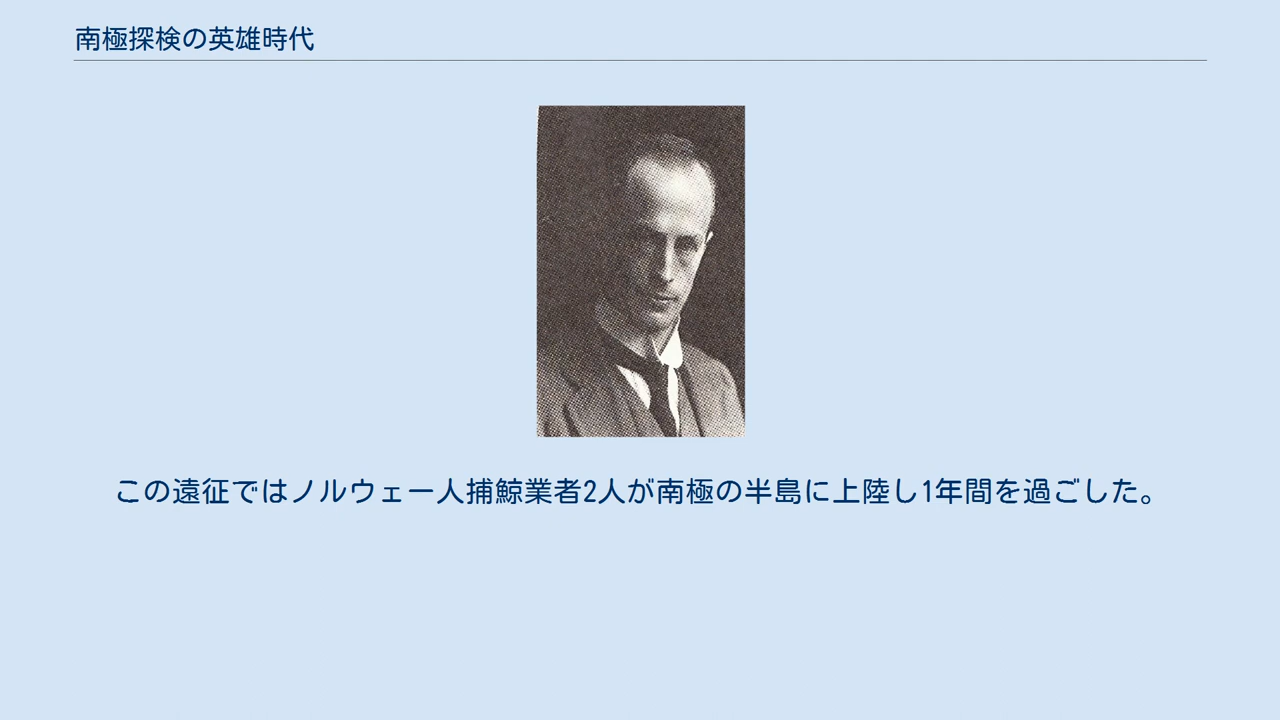 南極探検の英雄時代
この遠征ではノルウェー人捕鯨業者2人が南極の半島に上陸し1年間を過ごした。